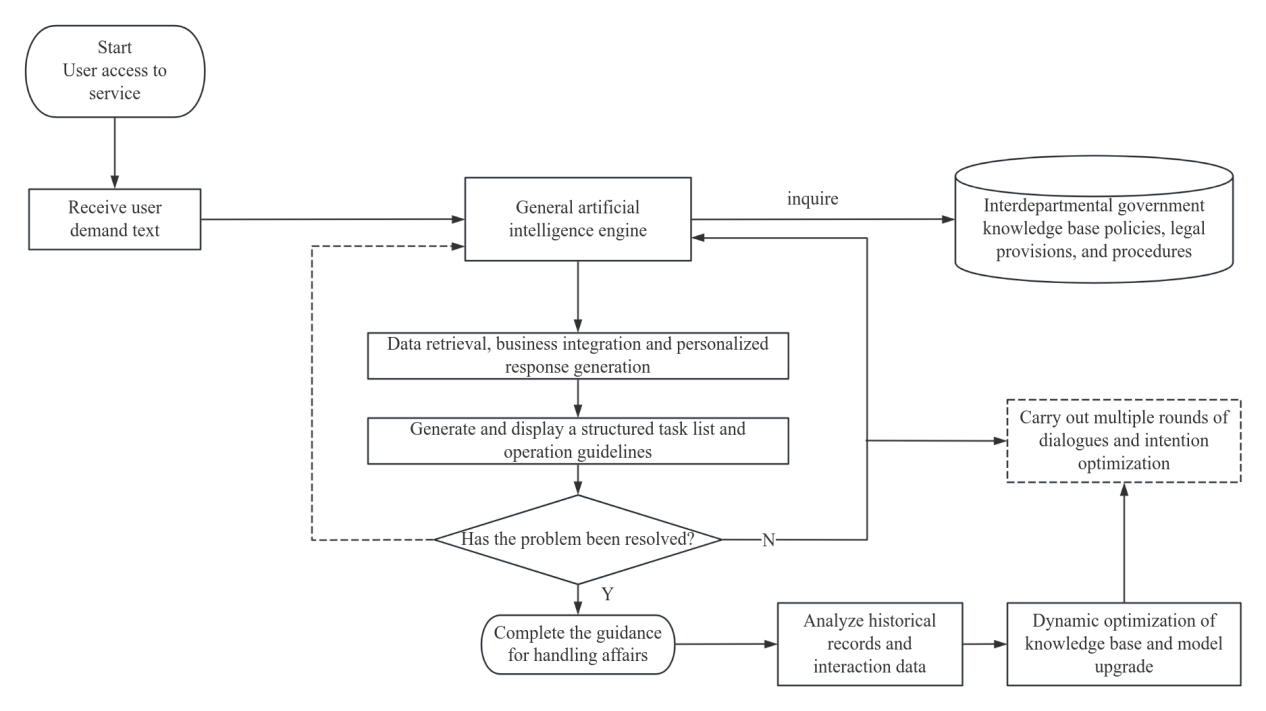 Start
User access to
service
Receive user
demand text
General artificial
intelligence engine
inquire
Interdepartmental government
knowledge base policies, legal
provisions, and procedures
Data retrieval, business integration and personalized
response generation
Generate and display a structured task list and
operation guidelines
Carry out multiple rounds of
dialogues and intention
optimization
Has the problem been resolved?
N
Y
Complete the guidance
for handling affairs
Analyze historical
records and
interaction data
Dynamic optimization of
knowledge base and model
upgrade